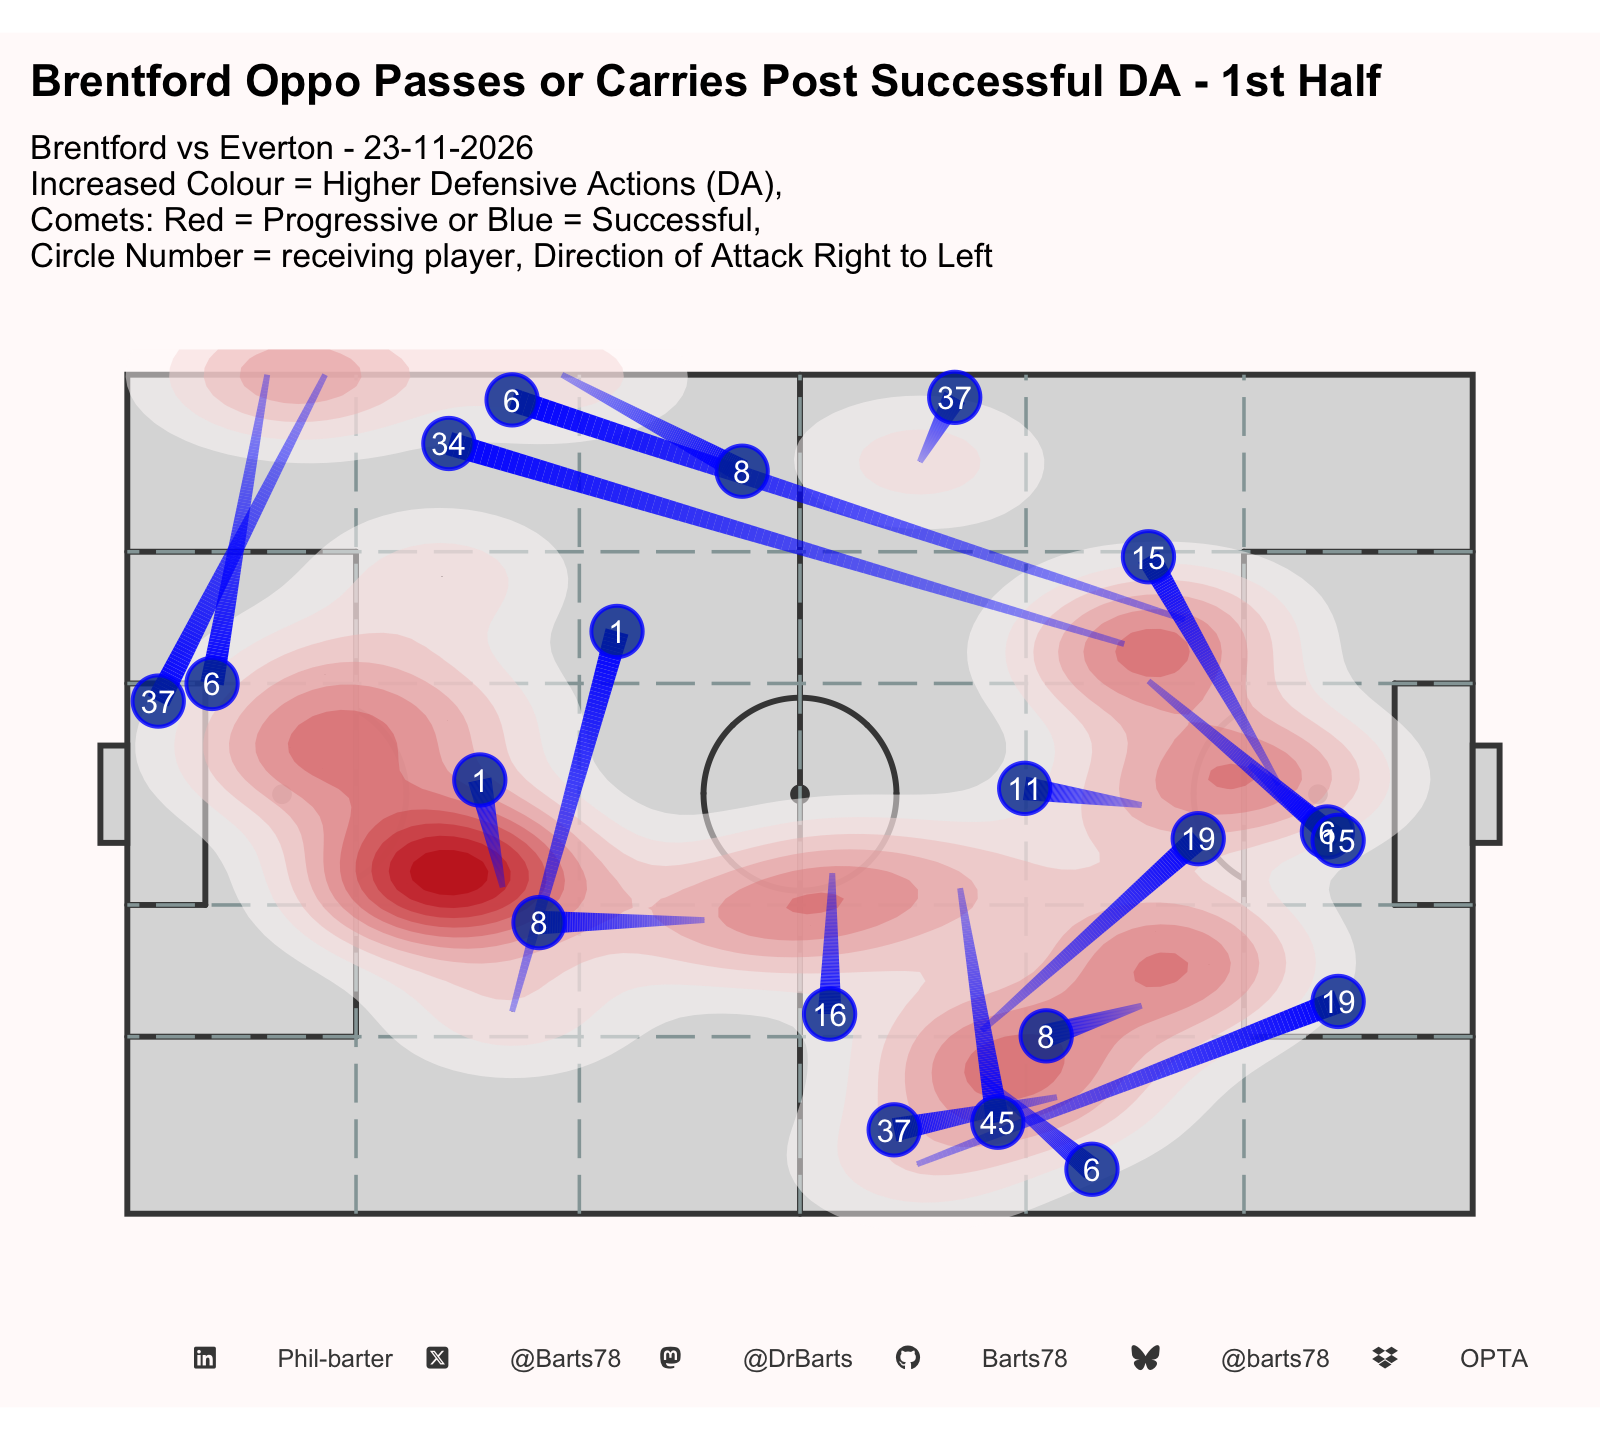 Brentford Oppo Passes or Carries Post Successful DA - 1st Half
Brentford vs Everton - 23-11-2026
Increased Colour = Higher Defensive Actions (DA),
Comets: Red = Progressive or Blue = Successful,
Circle Number = receiving player, Direction of Attack Right to Left
6
37
34
8
15
1
37
6
1
11
6
15
19
8
19
16
8
45
37
6
Phil-barter
@Barts78
@DrBarts
Barts78
@barts78
OPTA